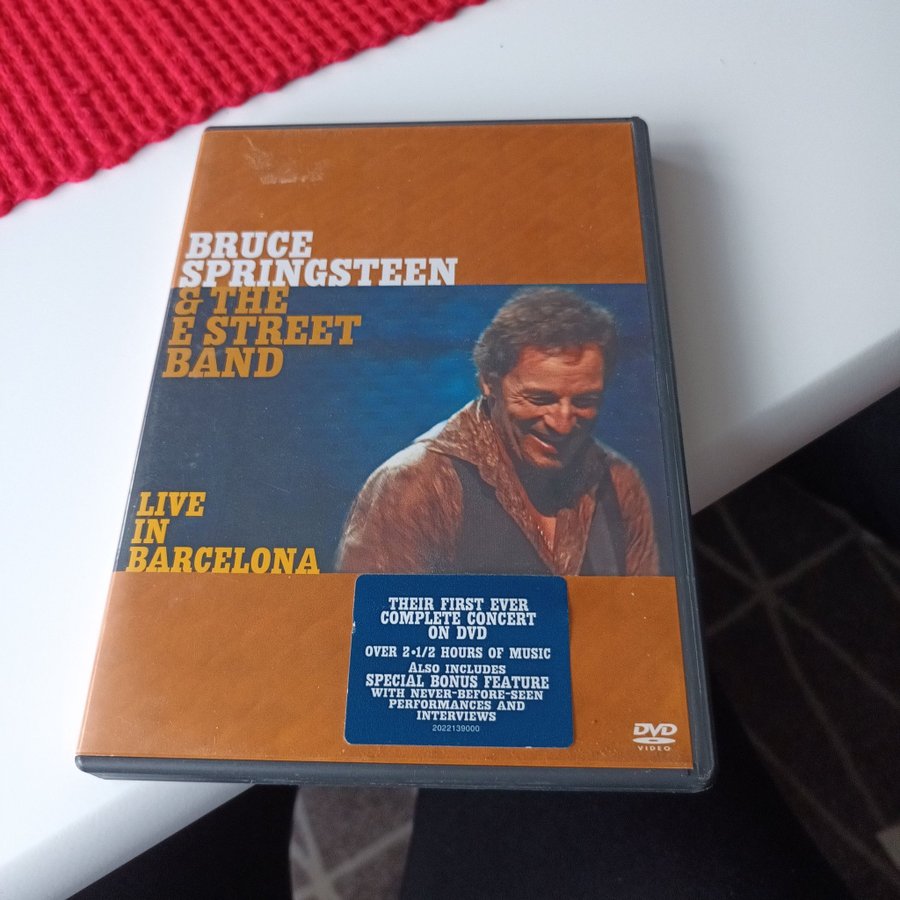 BRUCE
SPRINGSTEEN
& THE
E STREET
BAND
LIVE
IN
BARCELONA
THEIR FIRST EVER
COMPLETE CONCERT
ON DVD
OVER 2•1/2 HOURS OF MUSIC
ALSO INCLUDES
SPECIAL BONUS FEATURE
WITH NEVER-BEFORE-SEEN
PERFORMANCES AND
INTERVIEWS
2022139000
DVD
VIDEO